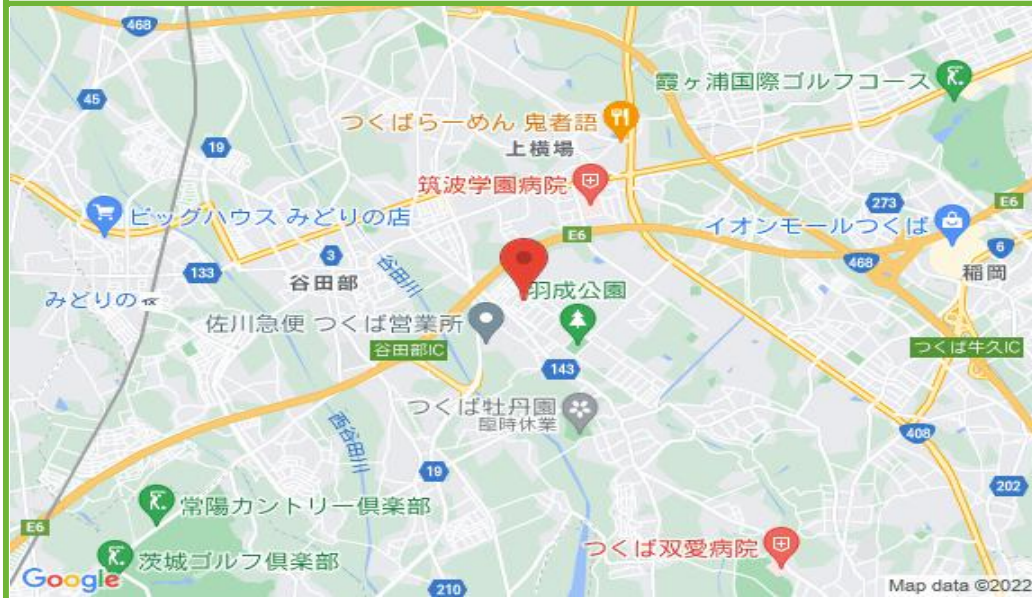 468
霞ヶ浦国際ゴルフコース
45
つくばらーめん 鬼者語
19
上横場
筑波学園病院
273
E6
ビッグハウス みどりの店
E6
イオンモールつくば
6
3
133
谷田部
谷田川
468
稲岡
みどりの
羽成公園
佐川急便 つくば営業所
谷田部IC
つくば牛久IC
143
つくば牡丹園
臨時休業
西谷田川
408
19
202
常陽カントリー倶楽部
E6
つくば双愛病院
茨城ゴルフ倶楽部
Google
210
Map data ©2022